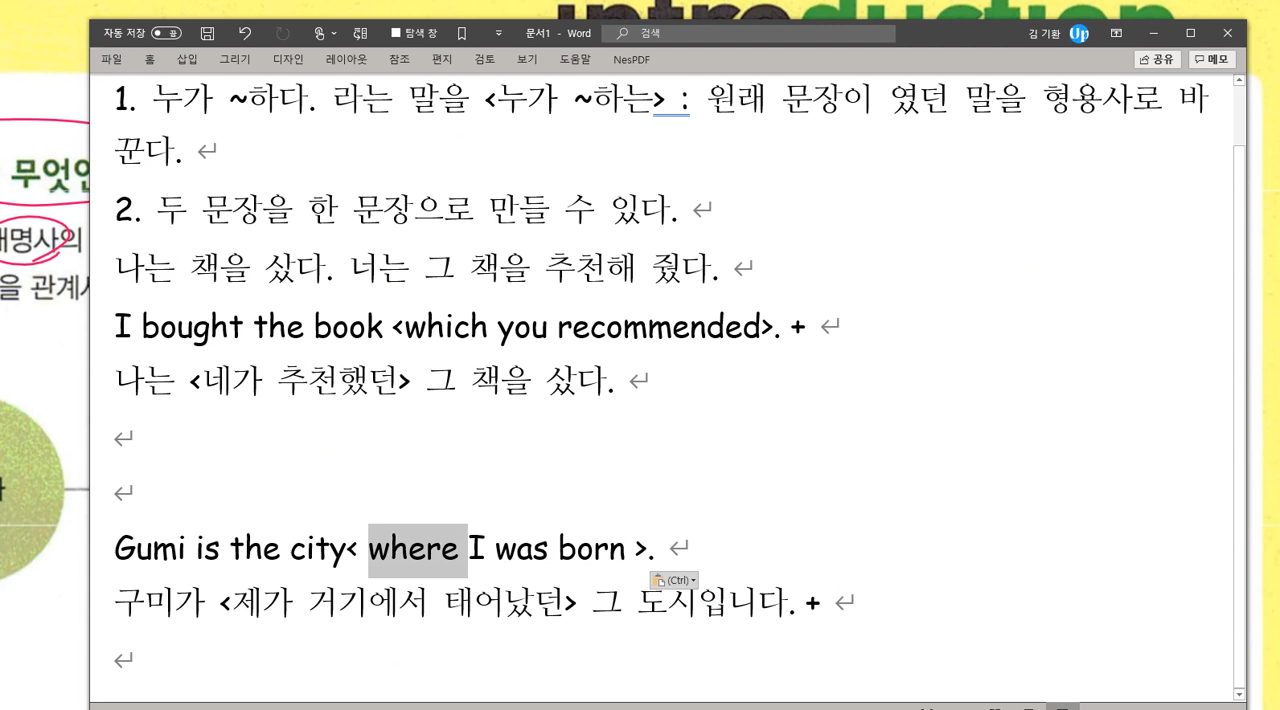 introduction
자동 저장 끔 탐색 창 문서1 - Word 검색 김 기환 Up
파일 홈 삽입 그리기 디자인 레이아웃 참조 편지 검토 보기 도움말 NesPDF 공유 메모
1. 누가 ~하다. 라는 말을 <누가 ~하는> : 원래 문장이 였던 말을 형용사로 바
꾼다.
무엇인
2. 두 문장을 한 문장으로 만들 수 있다.
대명사의
나는 책을 샀다. 너는 그 책을 추천해 줬다.
을 관계사
I bought the book <which you recommended>. +
나는 <네가 추천했던> 그 책을 샀다.
Gumi is the city< where I was born >.
(Ctrl)
구미가 <제가 거기에서 태어났던> 그 도시입니다. +